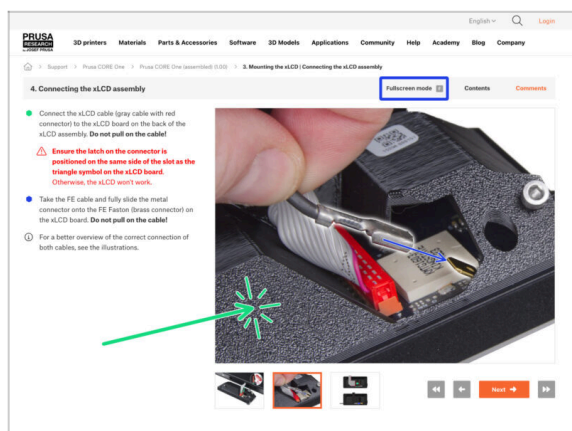 English
Login
PRUSA
RESEARCH
by JOSEF PRUSA
3D printers Materials Parts & Accessories Software 3D Models Applications Community Help Academy Blog Company
> Support > Prusa CORE One > Prusa CORE One (assembled) (1.00) > 3. Mounting the xLCD | Connecting the xLCD assembly
4. Connecting the xLCD assembly
Fullscreen mode f
Contents
Comments
Connect the xLCD cable (gray cable with red
connector) to the xLCD board on the back of the
xLCD assembly. Do not pull on the cable!
Ensure the latch on the connector is
positioned on the same side of the slot as the
triangle symbol on the xLCD board.
Otherwise, the xLCD won't work.
Take the FE cable and fully slide the metal
connector onto the FE Faston (brass connector) on
the xLCD board. Do not pull on the cable!
For a better overview of the correct connection of
both cables, see the illustrations.
Next